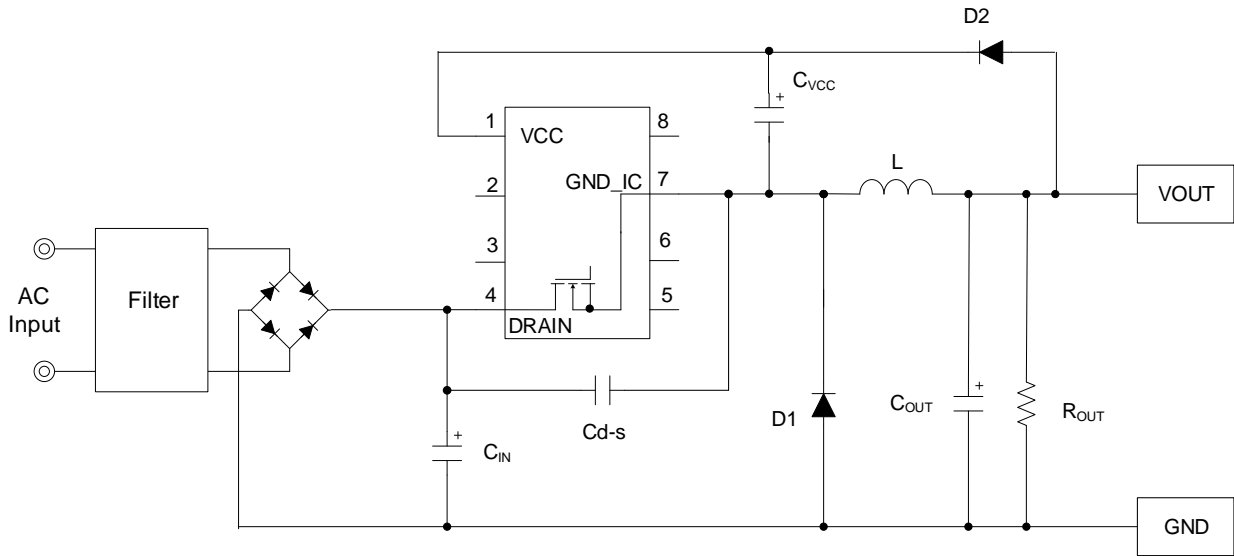 D2
CVCC
+
1
VCC
8
L
2
GND_IC
7
VOUT
3
6
AC
Input
Filter
4
5
DRAIN
D1
COUT
+
ROUT
Cd-s
CIN
+
GND